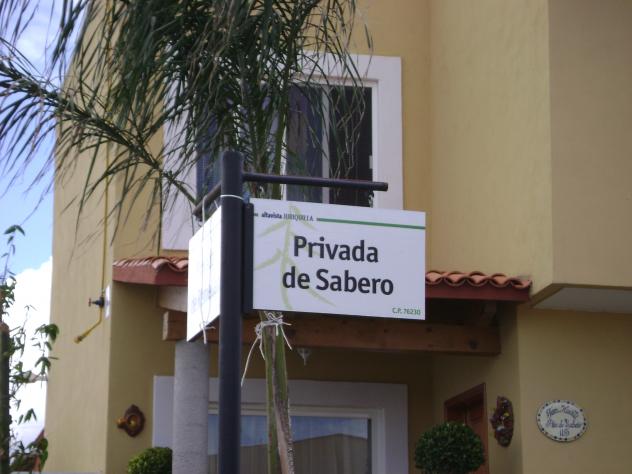 altavista JURIQUILLA
Privada
de Sabero
C.P. 76230